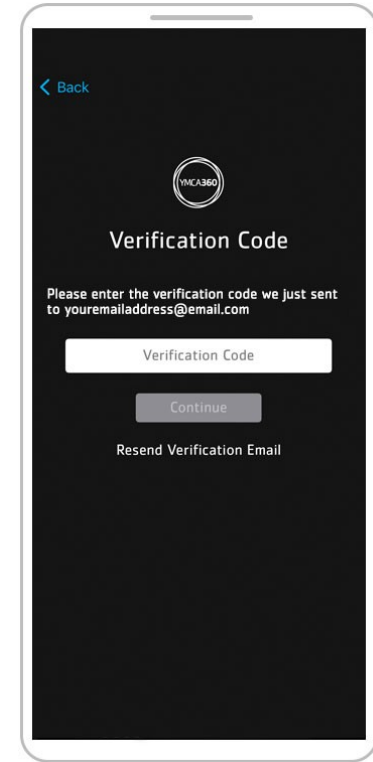 Back
YMCA360
Verification Code
Please enter the verification code we just sent
to youremailaddress@email.com
Verification Code
Continue
Resend Verification Email